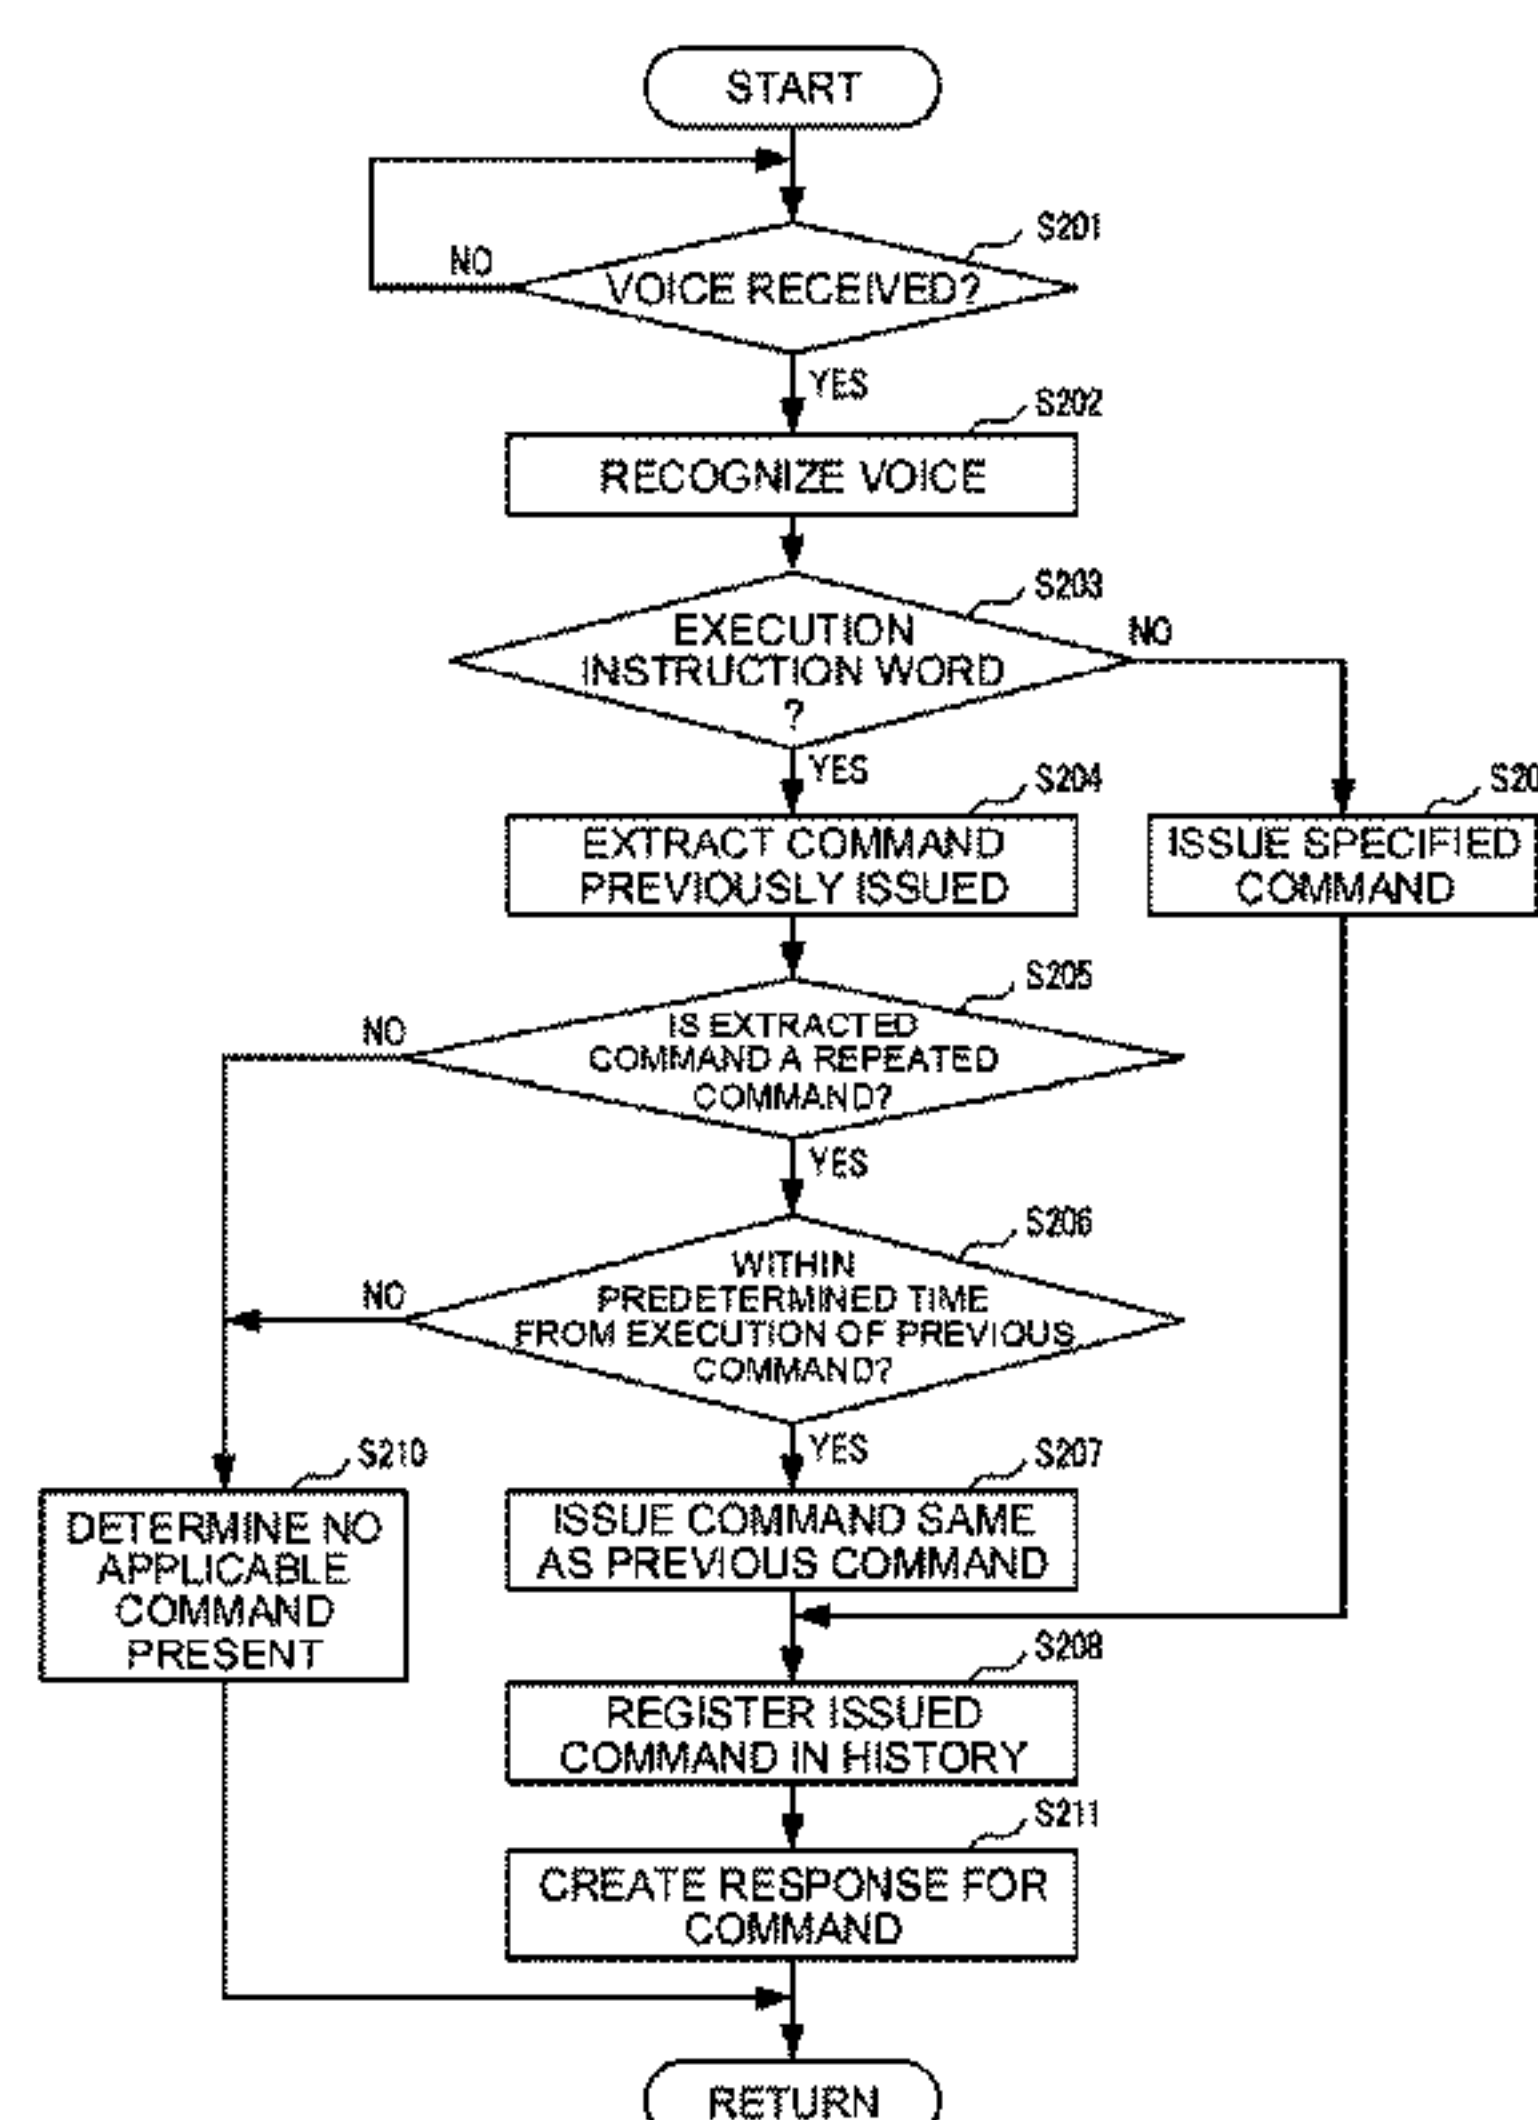 START
S201
NO
VOICE RECEIVED?
YES
S202
RECOGNIZE VOICE
S203
EXECUTION
INSTRUCTION WORD
?
NO
YES
S204
EXTRACT COMMAND
PREVIOUSLY ISSUED
S20
ISSUE SPECIFIED
COMMAND
S205
NO
IS EXTRACTED
COMMAND A REPEATED
COMMAND?
YES
S206
NO
WITHIN
PREDETERMINED TIME
FROM EXECUTION OF PREVIOUS
COMMAND?
YES
S210
DETERMINE NO
APPLICABLE
COMMAND
PRESENT
S207
ISSUE COMMAND SAME
AS PREVIOUS COMMAND
S208
REGISTER ISSUED
COMMAND IN HISTORY
S211
CREATE RESPONSE FOR
COMMAND
RETURN